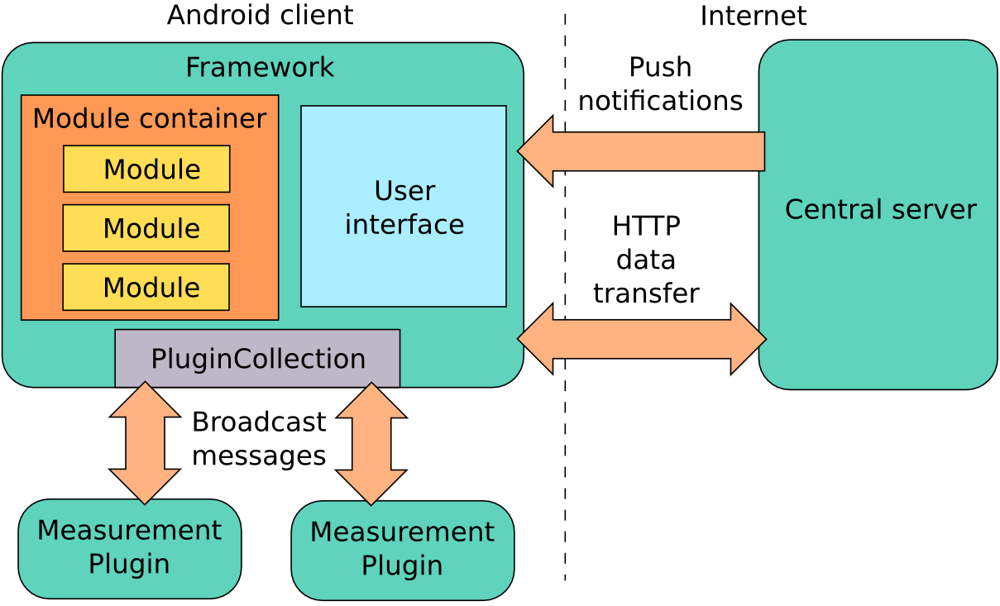 Android client
Internet
Framework
Module container
Module
Module
Module
User
interface
PluginCollection
Push
notifications
HTTP
data
transfer
Central server
Broadcast
messages
Measurement
Plugin
Measurement
Plugin